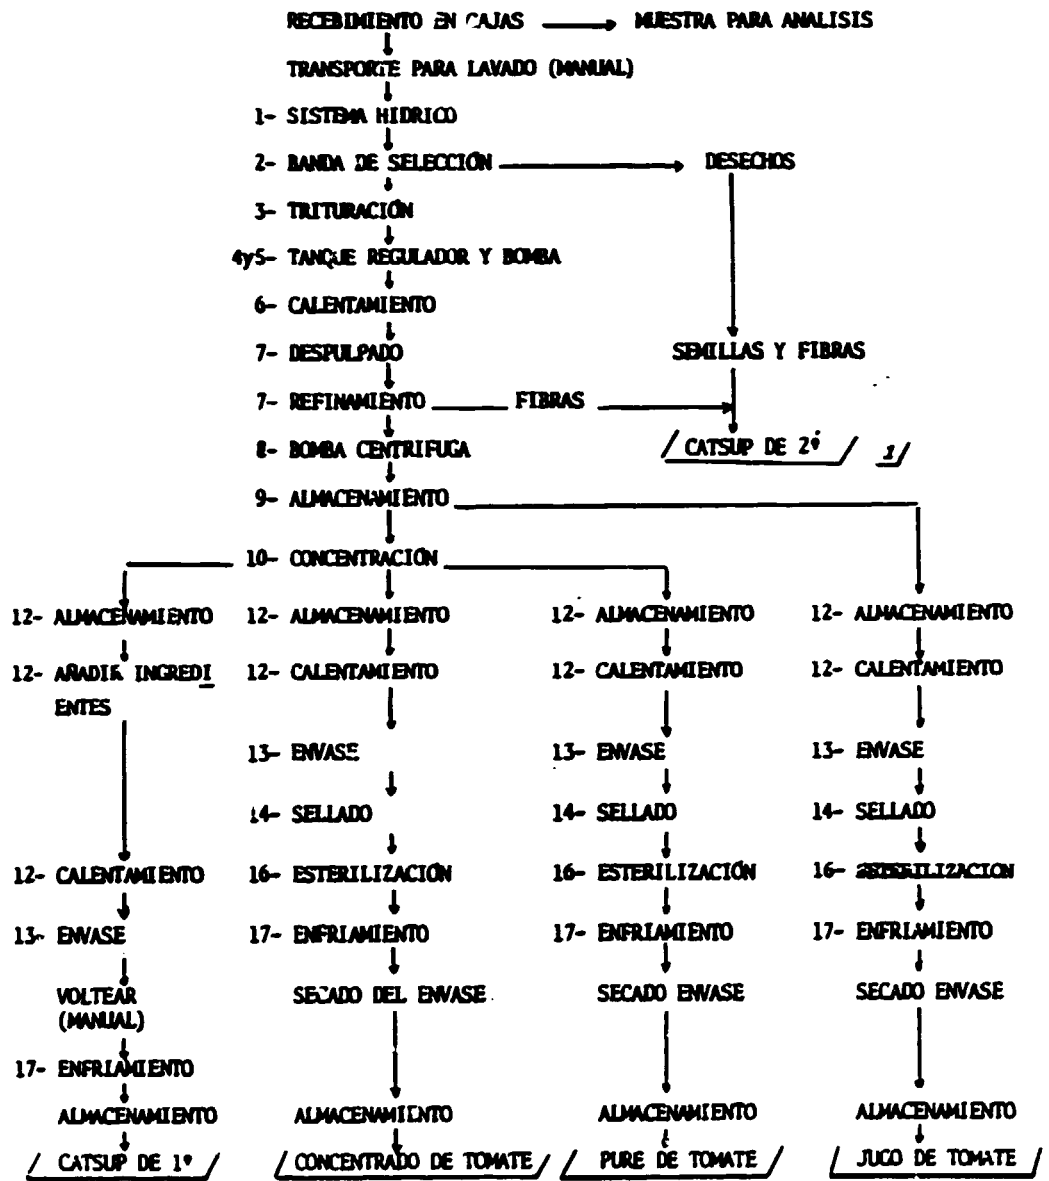 RECEBIMIENTO EN CAJAS MUESTRA PARA ANALISIS
TRANSPORTE PARA LAVADO (MANUAL)
1- SISTEMA HIDRICO
2- BANDA DE SELECCIÓN DESECHOS
3- TRITURACIÓN
4y5- TANQUE REGULADOR Y BOMBA
6- CALENTAMIENTO
7- DESPULPADO SEMILLAS Y FIBRAS
7- REFINAMIENTO FIBRAS
8- BOMBA CENTRIFUGA CATSUP DE 2ª 1/
9- ALMACENAMIENTO
10- CONCENTRACIÓN
12- ALMACENAMIENTO 12- ALMACENAMIENTO 12- ALMACENAMIENTO 12- ALMACENAMIENTO
12- AÑADIR INGREDI 12- CALENTAMIENTO 12- CALENTAMIENTO 12- CALENTAMIENTO
ENTES
13- ENVASE 13- ENVASE 13- ENVASE
14- SELLADO 14- SELLADO 14- SELLADO
12- CALENTAMIENTO 16- ESTERILIZACIÓN 16- ESTERILIZACIÓN 16- ESTERILIZACION
13- ENVASE 17- ENFRIAMIENTO 17- ENFRIAMIENTO 17- ENFRIAMIENTO
VOLTEAR SECADO DEL ENVASE SECADO ENVASE SECADO ENVASE
(MANUAL)
17- ENFRIAMIENTO
ALMACENAMIENTO ALMACENAMIENTO ALMACENAMIENTO ALMACENAMIENTO
CATSUP DE 1ª CONCENTRADO DE TOMATE PURE DE TOMATE JUGO DE TOMATE